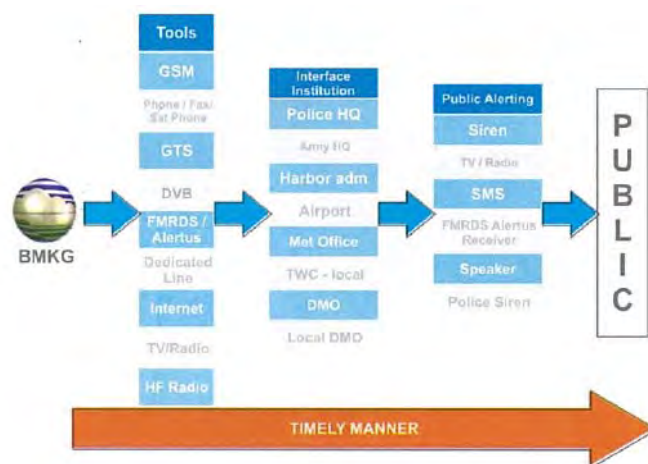 BMKG
Tools
GSM
Phone / Fax/
Sat Phone
GTS
DVB
FMRDS /
Alertus
Dedicated
Line
Internet
TV/Radio
HF Radio
Interface
Institution
Police HQ
Army HQ
Harbor adm
Airport
Met Office
TWC - local
DMO
Local DMO
Public Alerting
Siren
TV / Radio
SMS
FMRDS Alertus
Receiver
Speaker
Police Siren
PUBLIC
TIMELY MANNER